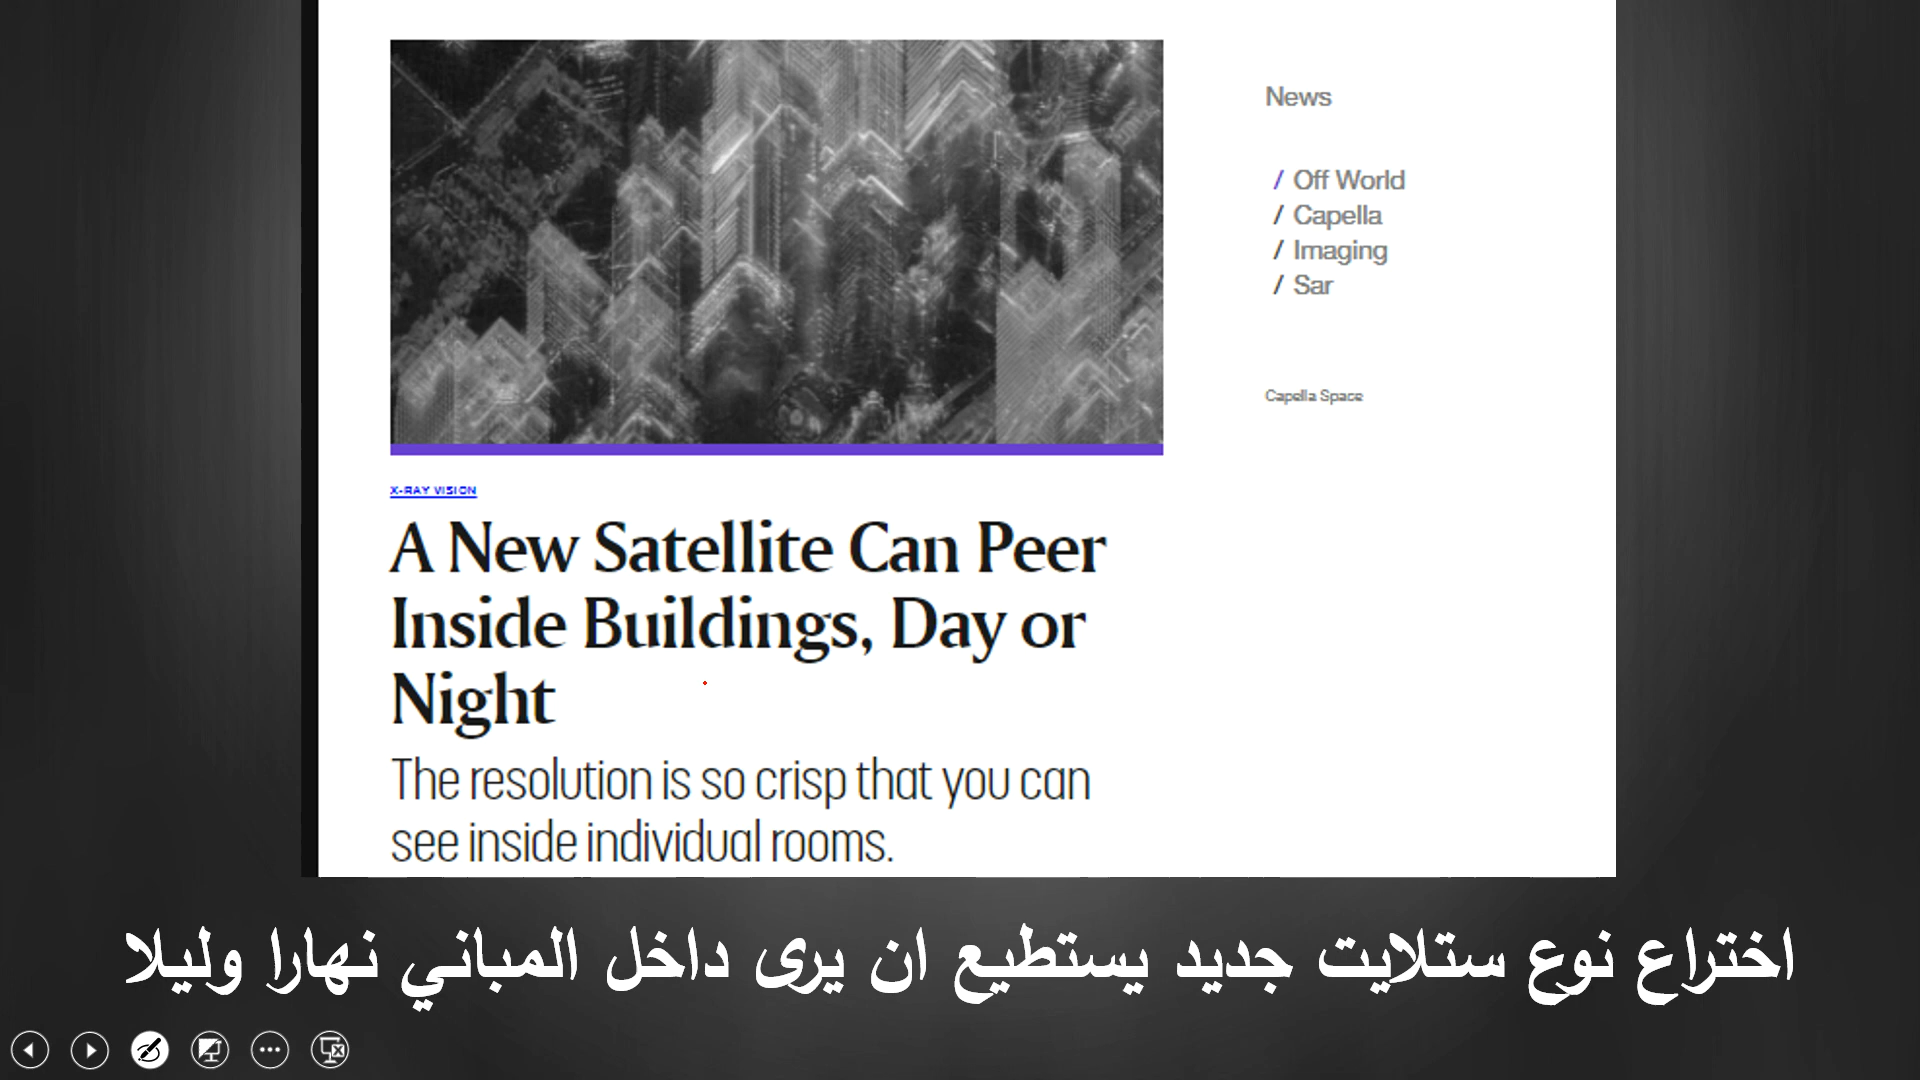 News
/ Off World
/ Capella
/ Imaging
/ Sar
Capella Space
X-RAY VISION
A New Satellite Can Peer
Inside Buildings, Day or
Night
The resolution is so crisp that you can
see inside individual rooms.
اختراع نوع ستلايت جديد يستطيع ان يرى داخل المباني نهارا وليلا